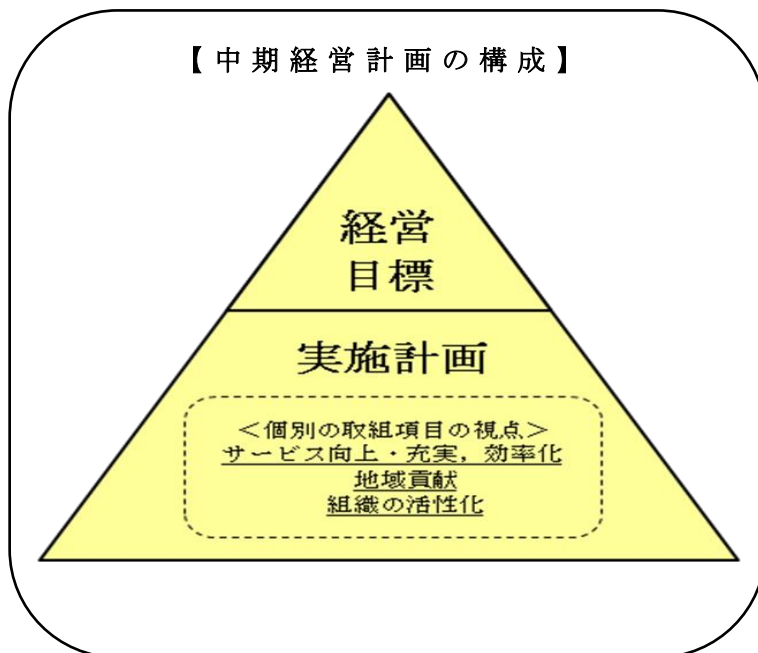 【中期経営計画の構成】
経営
目標
実施計画
＜個別の取組項目の視点＞
サービス向上・充実，効率化
地域貢献
組織の活性化